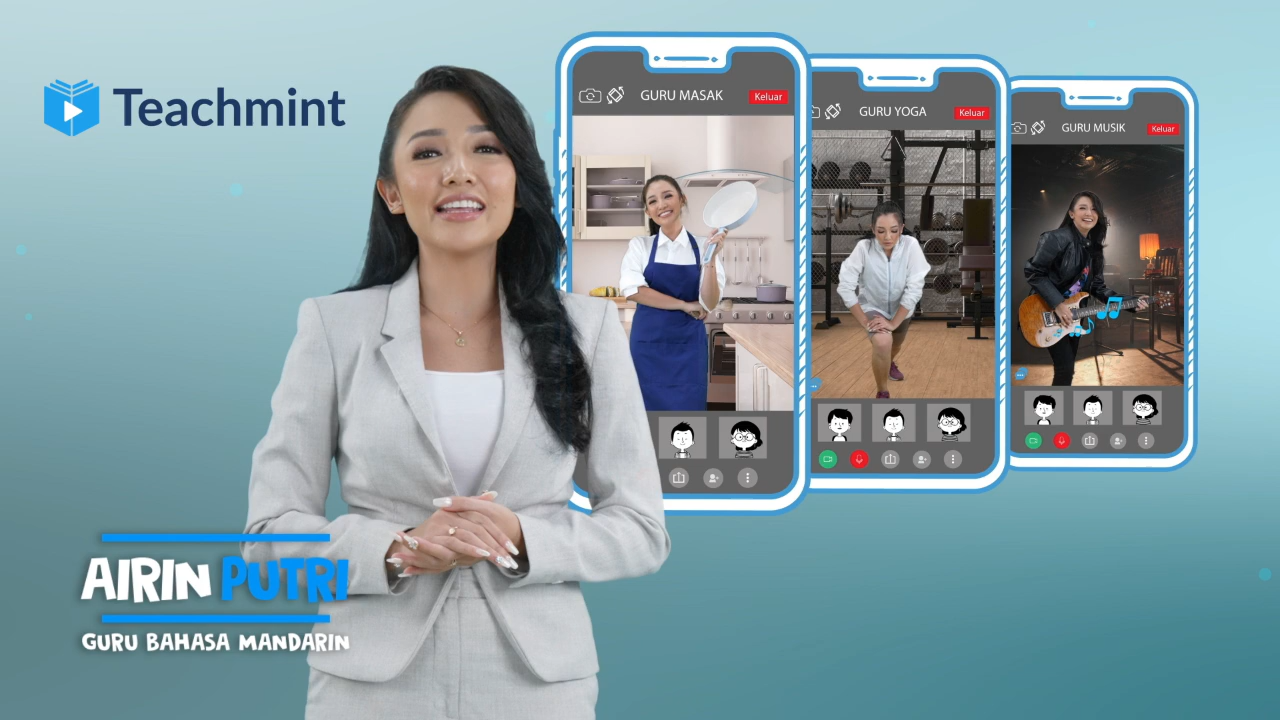 Teachmint
GURU MASAK
Keluar
GURU YOGA
Keluar
GURU MUSIK
Keluar
AIRIN PUTRI
GURU BAHASA MANDARIN